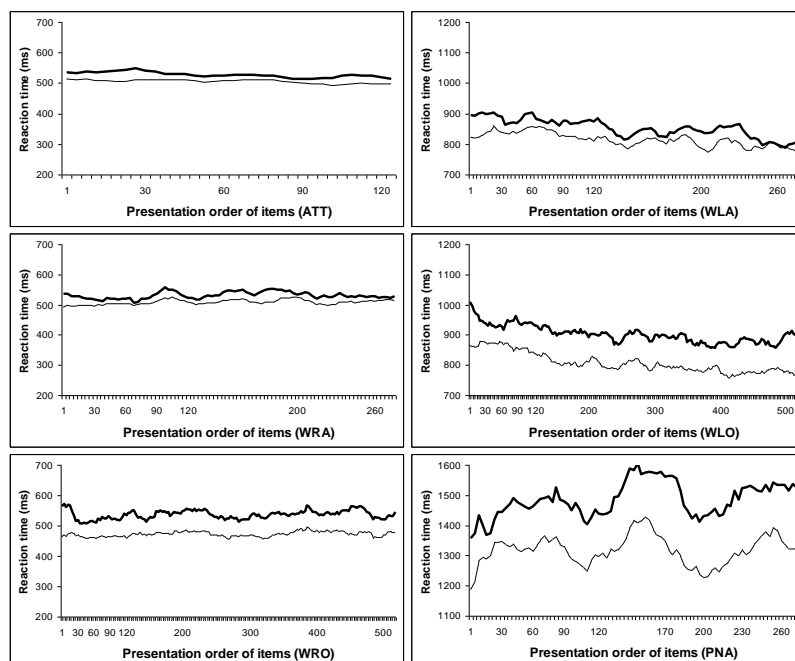 700
600
500
400
300
200
Reaction time (ms)
1 30 60 90 120
Presentation order of items (ATT)
1200
1100
1000
900
800
700
Reaction time (ms)
1 30 60 90 120 200 260
Presentation order of items (WLA)
700
600
500
400
300
200
Reaction time (ms)
1 30 60 90 120 200 260
Presentation order of items (WRA)
1200
1100
1000
900
800
700
Reaction time (ms)
1 30 60 90 120 200 300 400 500
Presentation order of items (WLO)
700
600
500
400
300
200
Reaction time (ms)
1 30 60 90 120 200 300 400 500
Presentation order of items (WRO)
1600
1500
1400
1300
1200
1100
Reaction time (ms)
1 30 60 90 120 170 200 260
Presentation order of items (PNA)